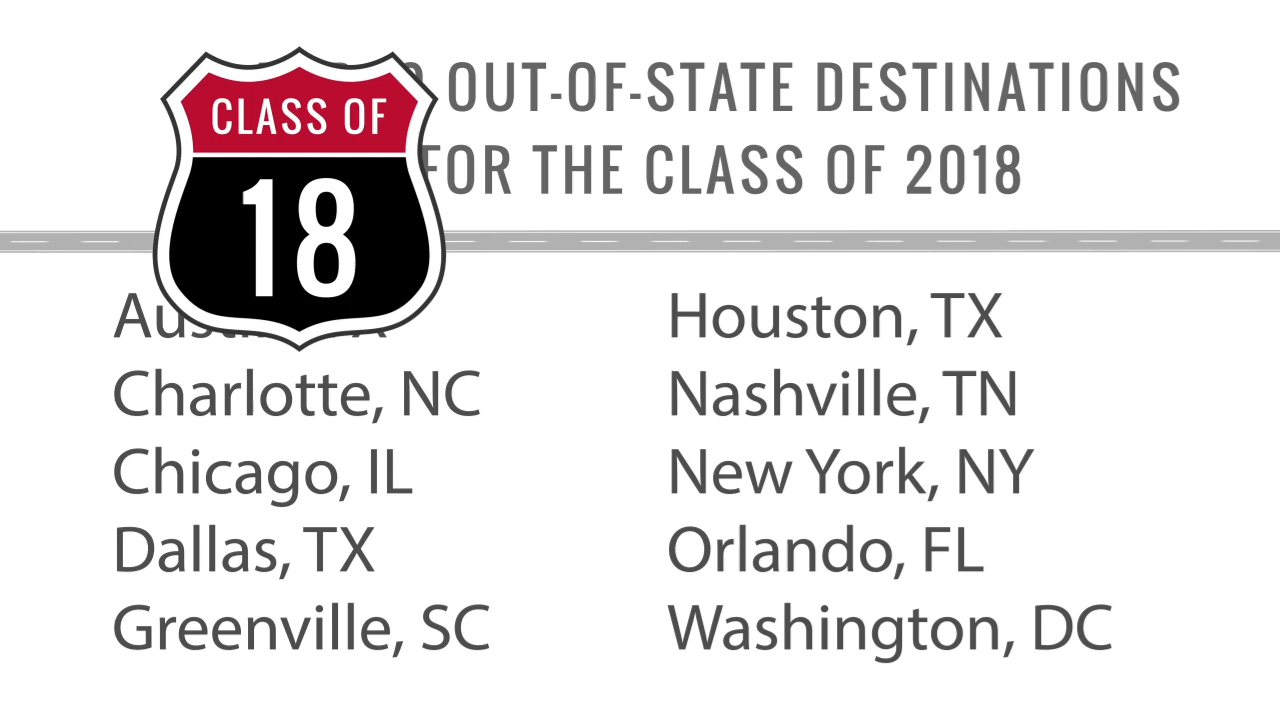 CLASS OF
18
OUT-OF-STATE DESTINATIONS
FOR THE CLASS OF 2018
Charlotte, NC
Chicago, IL
Dallas, TX
Greenville, SC
Houston, TX
Nashville, TN
New York, NY
Orlando, FL
Washington, DC